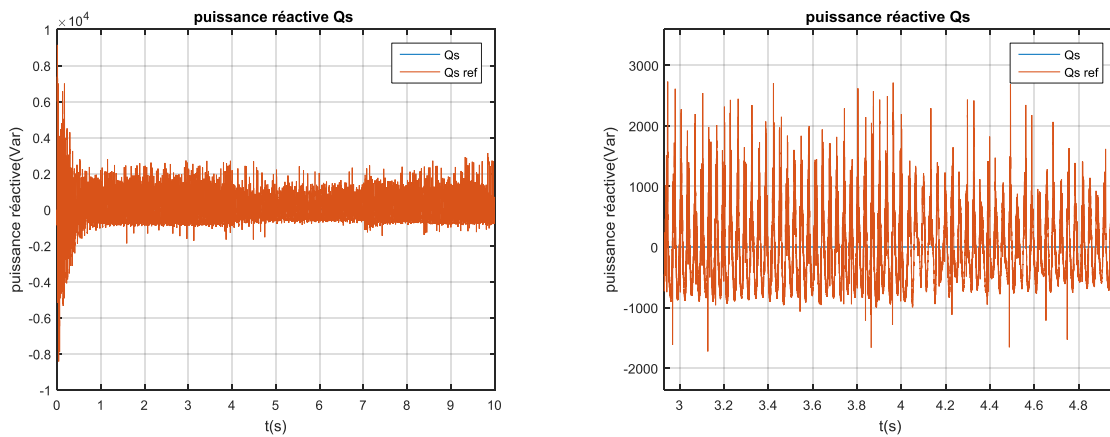 puissance réactive Qs
×10⁴
1
0.8
0.6
0.4
0.2
0
-0.2
-0.4
-0.6
-0.8
-1
puissance réactive(Var)
Qs
Qs ref
0 1 2 3 4 5 6 7 8 9 10
t(s)
puissance réactive Qs
3000
2000
1000
0
-1000
-2000
puissance réactive(Var)
Qs
Qs ref
3 3.2 3.4 3.6 3.8 4 4.2 4.4 4.6 4.8
t(s)